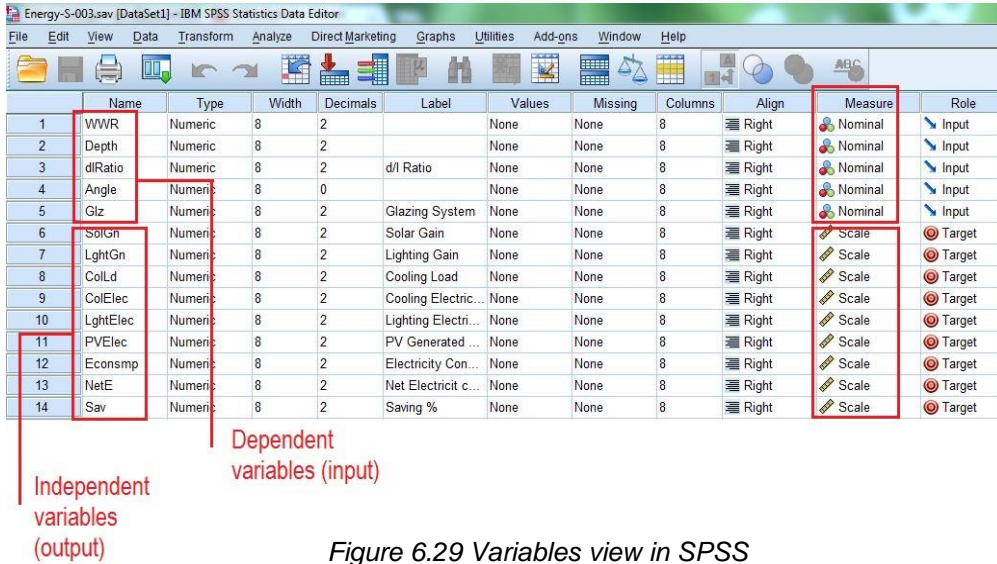 Energy-S-003.sav [DataSet1] - IBM SPSS Statistics Data Editor
File Edit View Data Transform Analyze Direct Marketing Graphs Utilities Add-ons Window Help
Name Type Width Decimals Label Values Missing Columns Align Measure Role
1 WWR Numeric 8 2 None None 8 Right Nominal Input
2 Depth Numeric 8 2 None None 8 Right Nominal Input
3 dlRatio Numeric 8 2 d/l Ratio None None 8 Right Nominal Input
4 Angle Numeric 8 0 None None 8 Right Nominal Input
5 Glz Numeric 8 2 Glazing System None None 8 Right Nominal Input
6 SolGn Numeric 8 2 Solar Gain None None 8 Right Scale Target
7 LghtGn Numeric 8 2 Lighting Gain None None 8 Right Scale Target
8 ColLd Numeric 8 2 Cooling Load None None 8 Right Scale Target
9 ColElec Numeric 8 2 Cooling Electric... None None 8 Right Scale Target
10 LghtElec Numeric 8 2 Lighting Electri... None None 8 Right Scale Target
11 PVElec Numeric 8 2 PV Generated ... None None 8 Right Scale Target
12 Econsmp Numeric 8 2 Electricity Con... None None 8 Right Scale Target
13 NetE Numeric 8 2 Net Electricit c... None None 8 Right Scale Target
14 Sav Numeric 8 2 Saving % None None 8 Right Scale Target
Dependent
variables (input)
Independent
variables
(output)
Figure 6.29 Variables view in SPSS